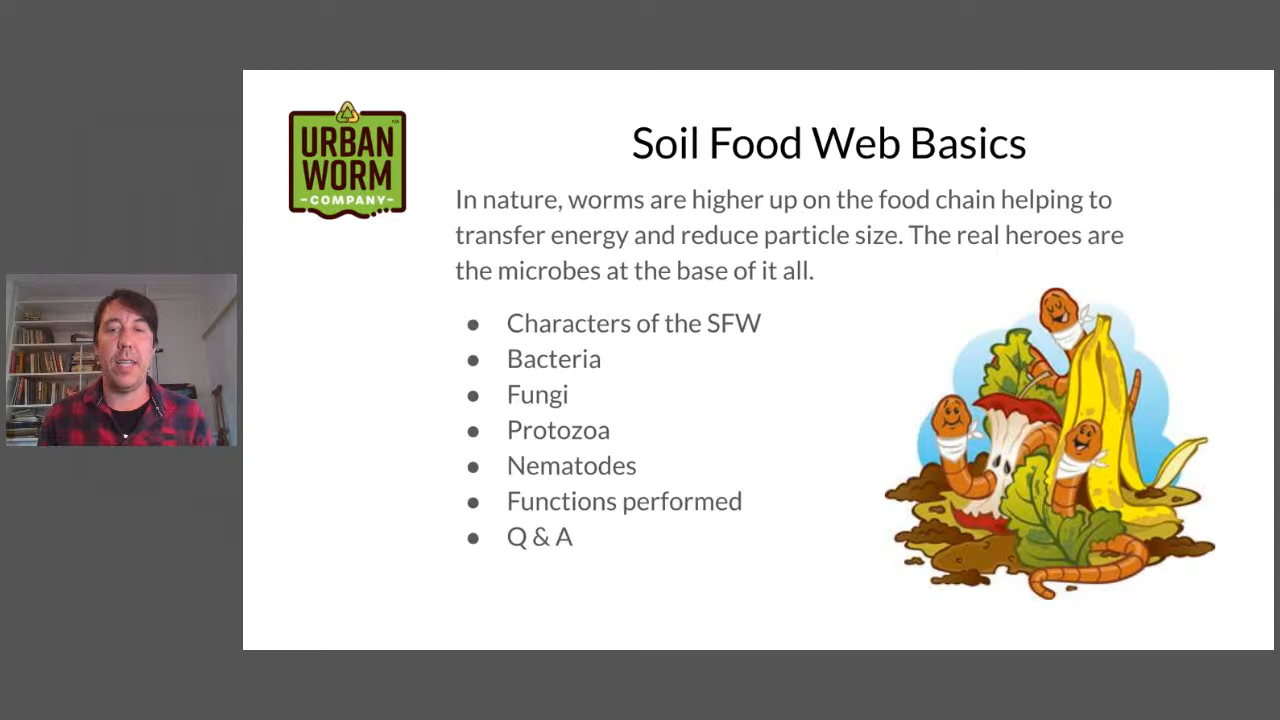 URBAN
WORM
-COMPANY-
™
Soil Food Web Basics
In nature, worms are higher up on the food chain helping to
transfer energy and reduce particle size. The real heroes are
the microbes at the base of it all.
● Characters of the SFW
● Bacteria
● Fungi
● Protozoa
● Nematodes
● Functions performed
● Q & A